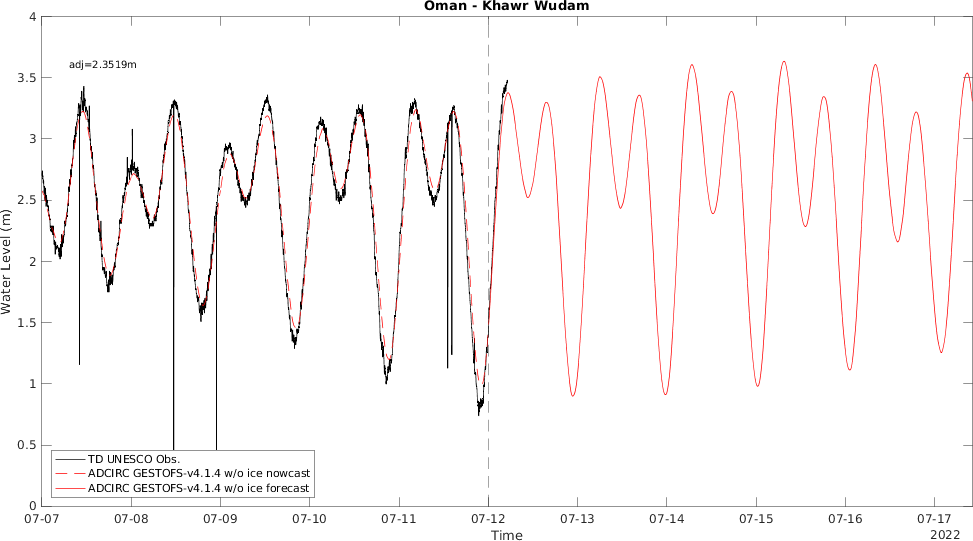 Oman - Khawr Wudam
adj=2.3519m
4
3.5
3
2.5
2
1.5
1
0.5
0
Water Level (m)
TD UNESCO Obs.
ADCIRC GESTOFS-v4.1.4 w/o ice nowcast
ADCIRC GESTOFS-v4.1.4 w/o ice forecast
07-07 07-08 07-09 07-10 07-11 07-12 07-13 07-14 07-15 07-16 07-17
Time
2022